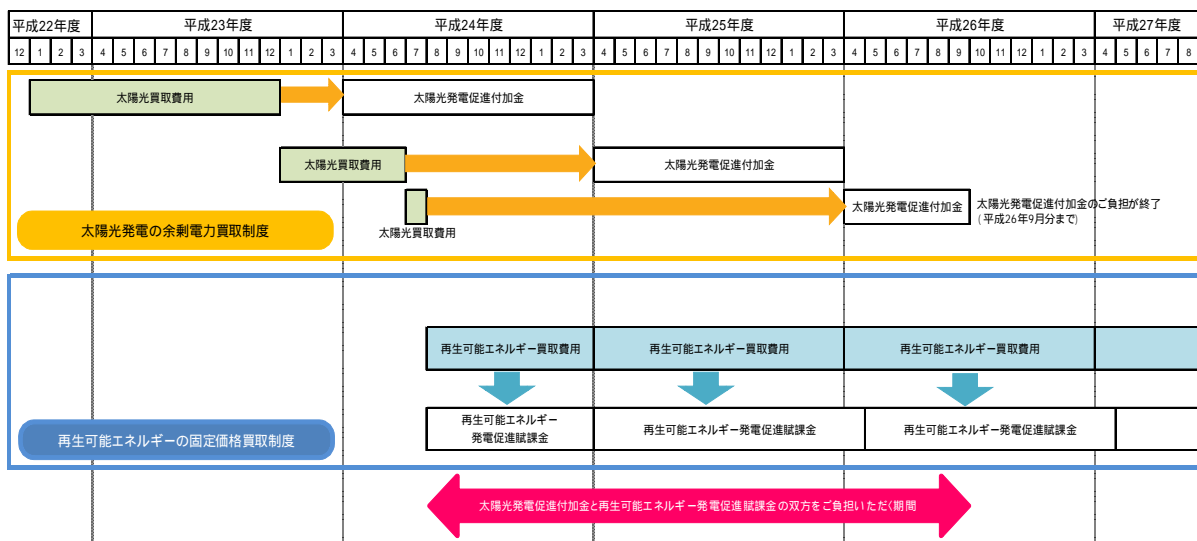 平成22年度 平成23年度 平成24年度 平成25年度 平成26年度 平成27年度
12 1 2 3 4 5 6 7 8 9 10 11 12 1 2 3 4 5 6 7 8 9 10 11 12 1 2 3 4 5 6 7 8 9 10 11 12 1 2 3 4 5 6 7 8 9 10 11 12 1 2 3 4 5 6 7 8
太陽光買取費用 太陽光発電促進付加金
太陽光買取費用 太陽光発電促進付加金
太陽光発電促進付加金 太陽光発電促進付加金のご負担が終了
(平成26年9月分まで)
太陽光買取費用
太陽光発電の余剰電力買取制度
再生可能エネルギー買取費用 再生可能エネルギー買取費用 再生可能エネルギー買取費用
再生可能エネルギー
発電促進賦課金
再生可能エネルギー発電促進賦課金 再生可能エネルギー発電促進賦課金
再生可能エネルギーの固定価格買取制度
太陽光発電促進付加金と再生可能エネルギー発電促進賦課金の双方をご負担いただく期間